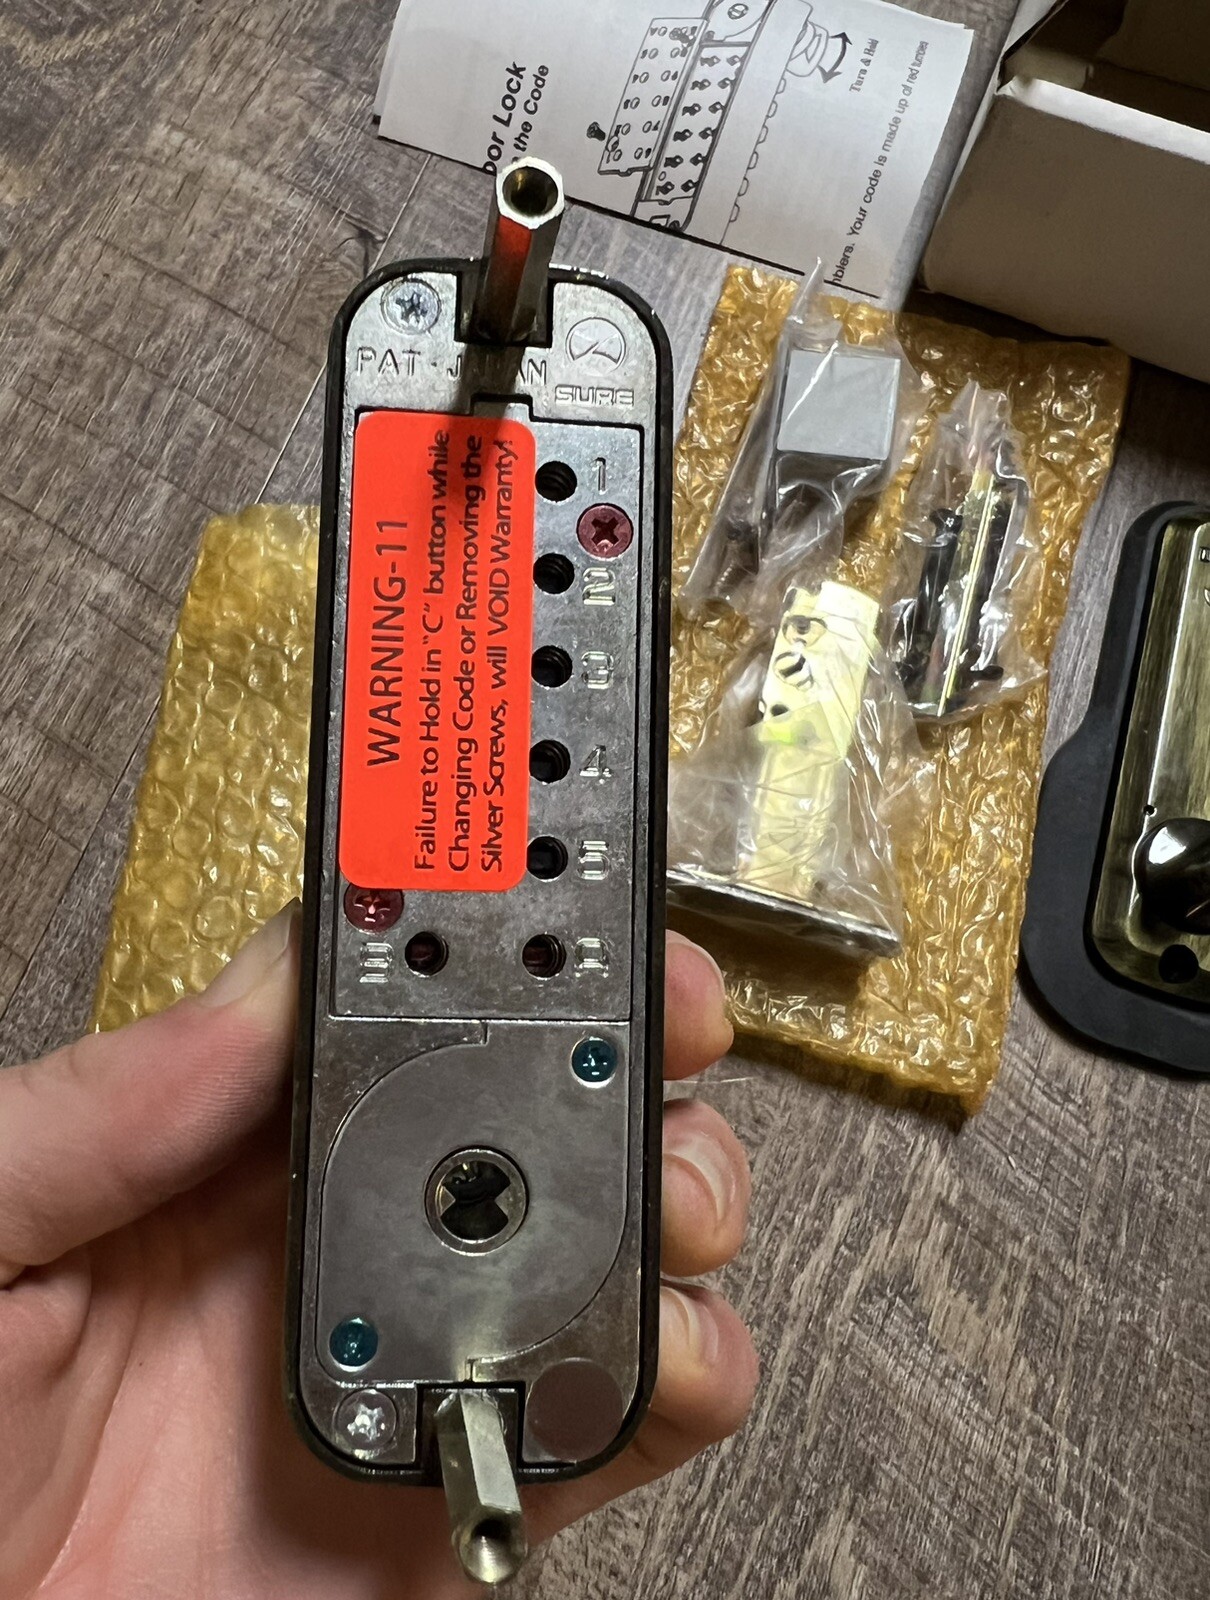 oor Lock
the Code
Turn & Hold
mblers. Your code is made up of red tumblers
PAT · JAPAN
SURE
WARNING-11
Failure to Hold in "C" button while
Changing Code or Removing the
Silver Screws, will VOID Warranty!
1
2
3
4
5